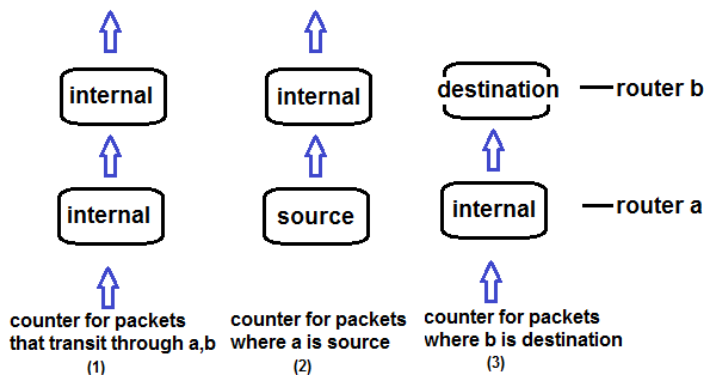 internal
internal
destination
router b
internal
source
internal
router a
counter for packets
that transit through a,b
(1)
counter for packets
where a is source
(2)
counter for packets
where b is destination
(3)